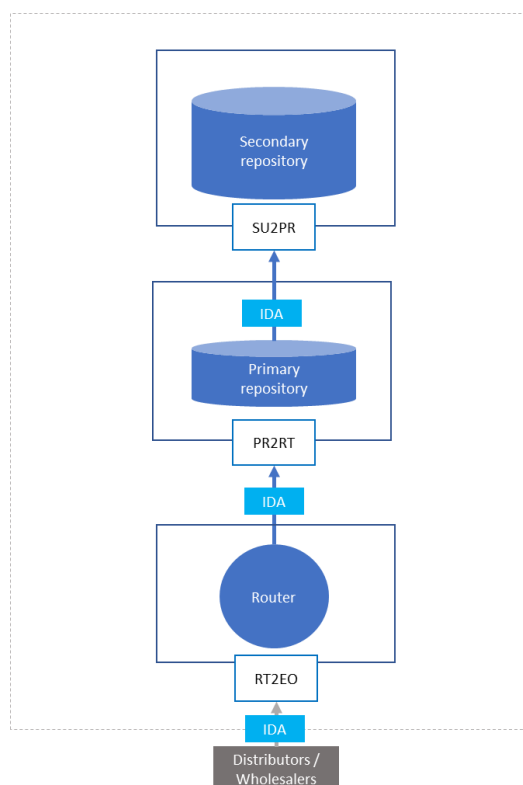 Secondary
repository
SU2PR
IDA
Primary
repository
PR2RT
IDA
Router
RT2EO
IDA
Distributors /
Wholesalers